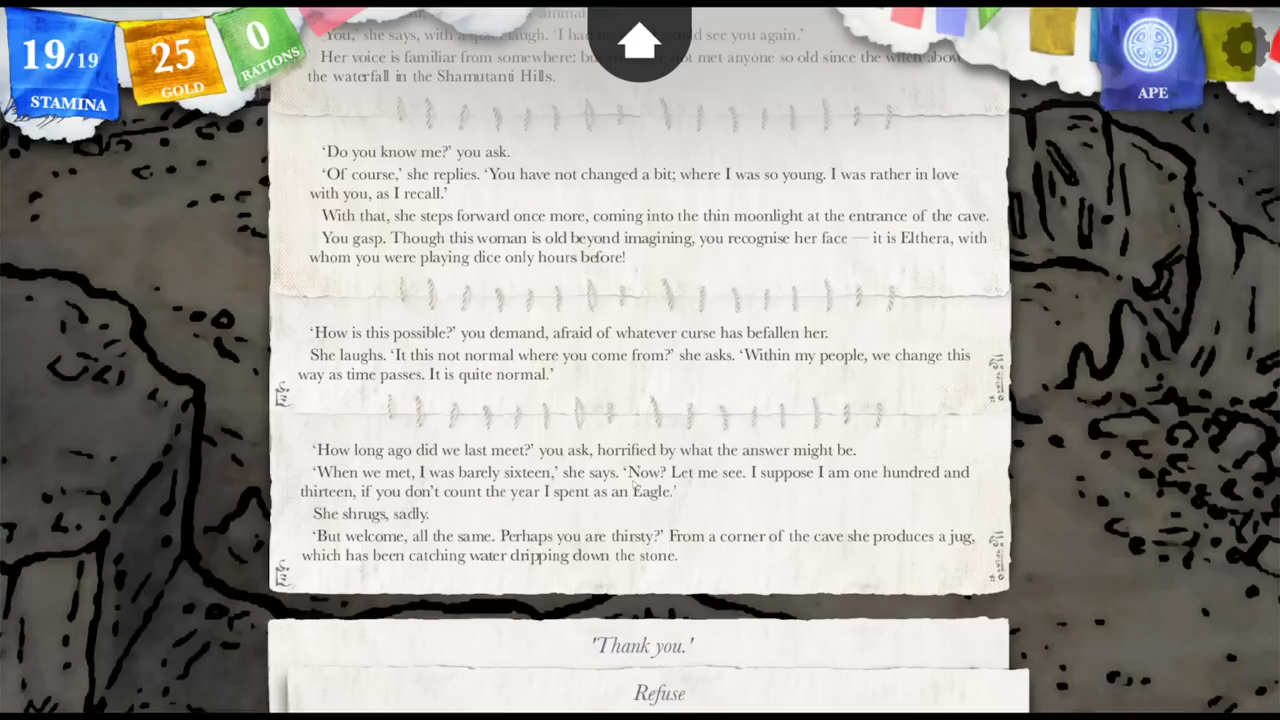 19/19
STAMINA
25
GOLD
0
RATIONS
APE
'You,' she says, with a laugh. 'I had see you again.'
Her voice is familiar from somewhere: but not met anyone so old since the witch above
the waterfall in the Shamutanti Hills.
'Do you know me?' you ask.
'Of course,' she replies. 'You have not changed a bit; where I was so young. I was rather in love
with you, as I recall.'
With that, she steps forward once more, coming into the thin moonlight at the entrance of the cave.
You gasp. Though this woman is old beyond imagining, you recognise her face — it is Elthera, with
whom you were playing dice only hours before!
'How is this possible?' you demand, afraid of whatever curse has befallen her.
She laughs. 'It this not normal where you come from?' she asks. 'Within my people, we change this
way as time passes. It is quite normal.'
'How long ago did we last meet?' you ask, horrified by what the answer might be.
'When we met, I was barely sixteen,' she says. 'Now? Let me see. I suppose I am one hundred and
thirteen, if you don't count the year I spent as an Eagle.'
She shrugs, sadly.
'But welcome, all the same. Perhaps you are thirsty?' From a corner of the cave she produces a jug,
which has been catching water dripping down the stone.
'Thank you.'
Refuse